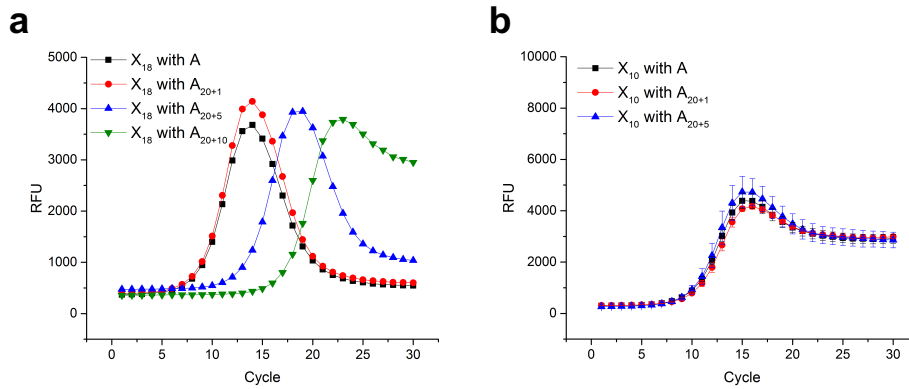 a
X18 with A
X18 with A20+1
X18 with A20+5
X18 with A20+10
RFU
5000
4000
3000
2000
1000
0
0 5 10 15 20 25 30
Cycle
b
X10 with A
X10 with A20+1
X10 with A20+5
RFU
10000
8000
6000
4000
2000
0
0 5 10 15 20 25 30
Cycle